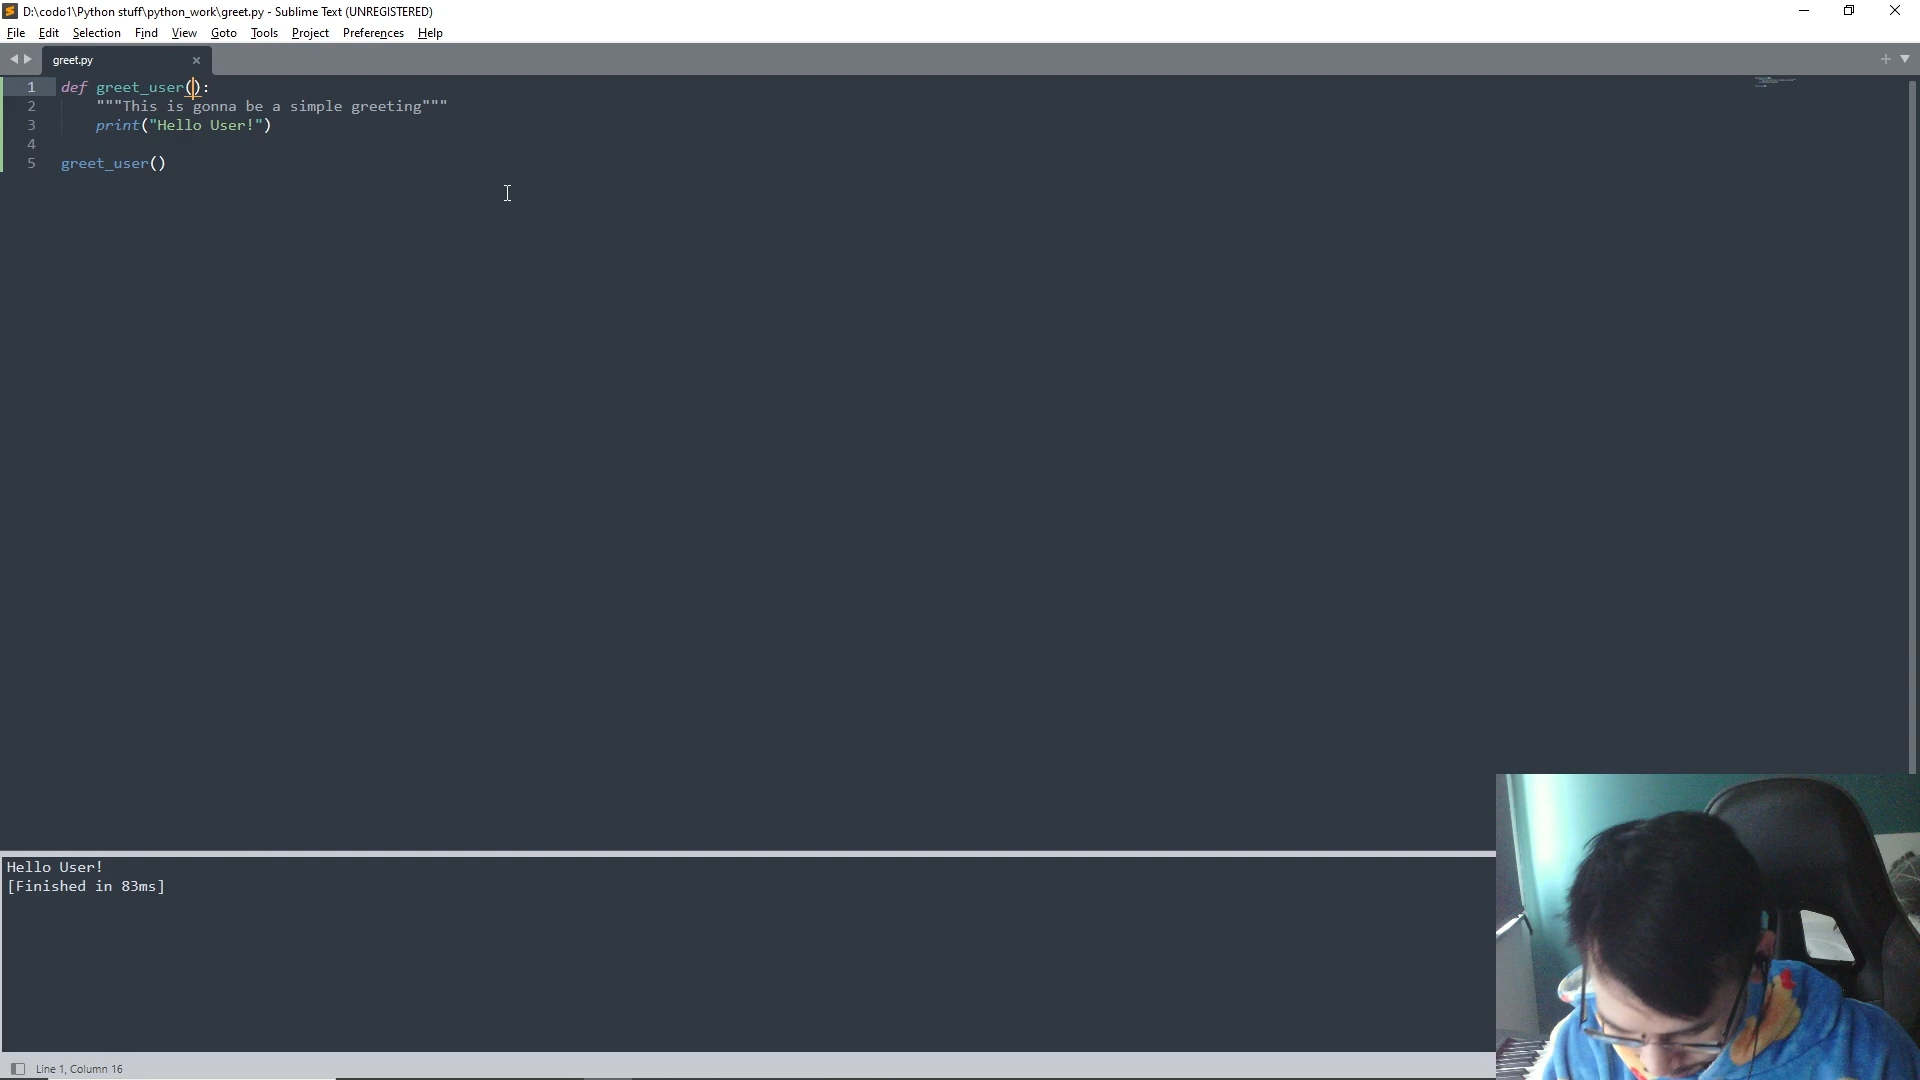 D:\codo1\Python stuff\python_work\greet.py - Sublime Text (UNREGISTERED)
File Edit Selection Find View Goto Tools Project Preferences Help
greet.py
1 def greet_user():
2 """This is gonna be a simple greeting"""
3 print("Hello User!")
4
5 greet_user()
Hello User!
[Finished in 83ms]
Line 1, Column 16